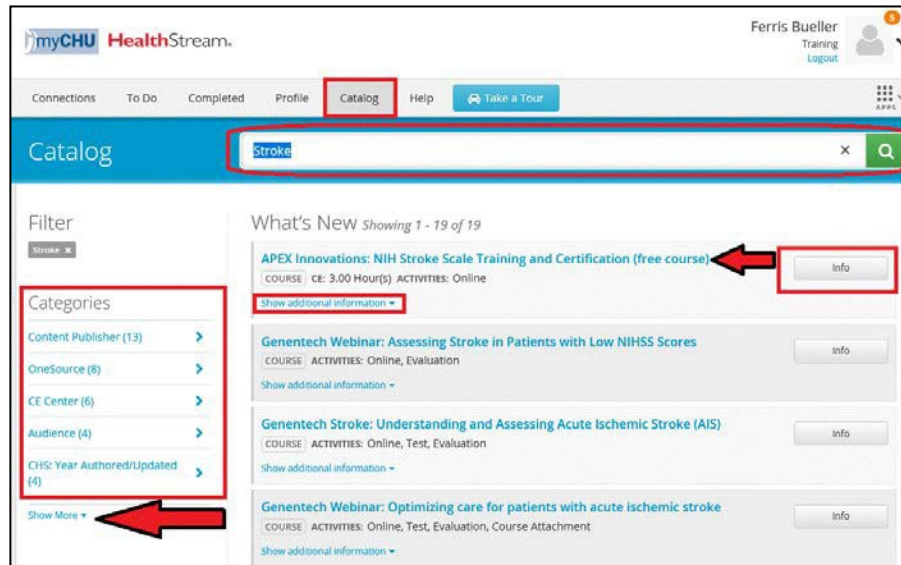 myCHU HealthStream.
Ferris Bueller
Training
Logout
5
Connections To Do Completed Profile Catalog Help Take a Tour
APPS
Catalog
Stroke ×
Filter
Stroke ×
Categories
Content Publisher (13)
OneSource (8)
CE Center (6)
Audience (4)
CHS: Year Authored/Updated
(4)
Show More
What's New Showing 1 - 19 of 19
APEX Innovations: NIH Stroke Scale Training and Certification (free course)
COURSE CE: 3.00 Hour(s) ACTIVITIES: Online
Show additional information
Info
Genentech Webinar: Assessing Stroke in Patients with Low NIHSS Scores
COURSE ACTIVITIES: Online, Evaluation
Show additional information
Info
Genentech Stroke: Understanding and Assessing Acute Ischemic Stroke (AIS)
COURSE ACTIVITIES: Online, Test, Evaluation
Show additional information
Info
Genentech Webinar: Optimizing care for patients with acute ischemic stroke
COURSE ACTIVITIES: Online, Test, Evaluation, Course Attachment
Show additional information
Info